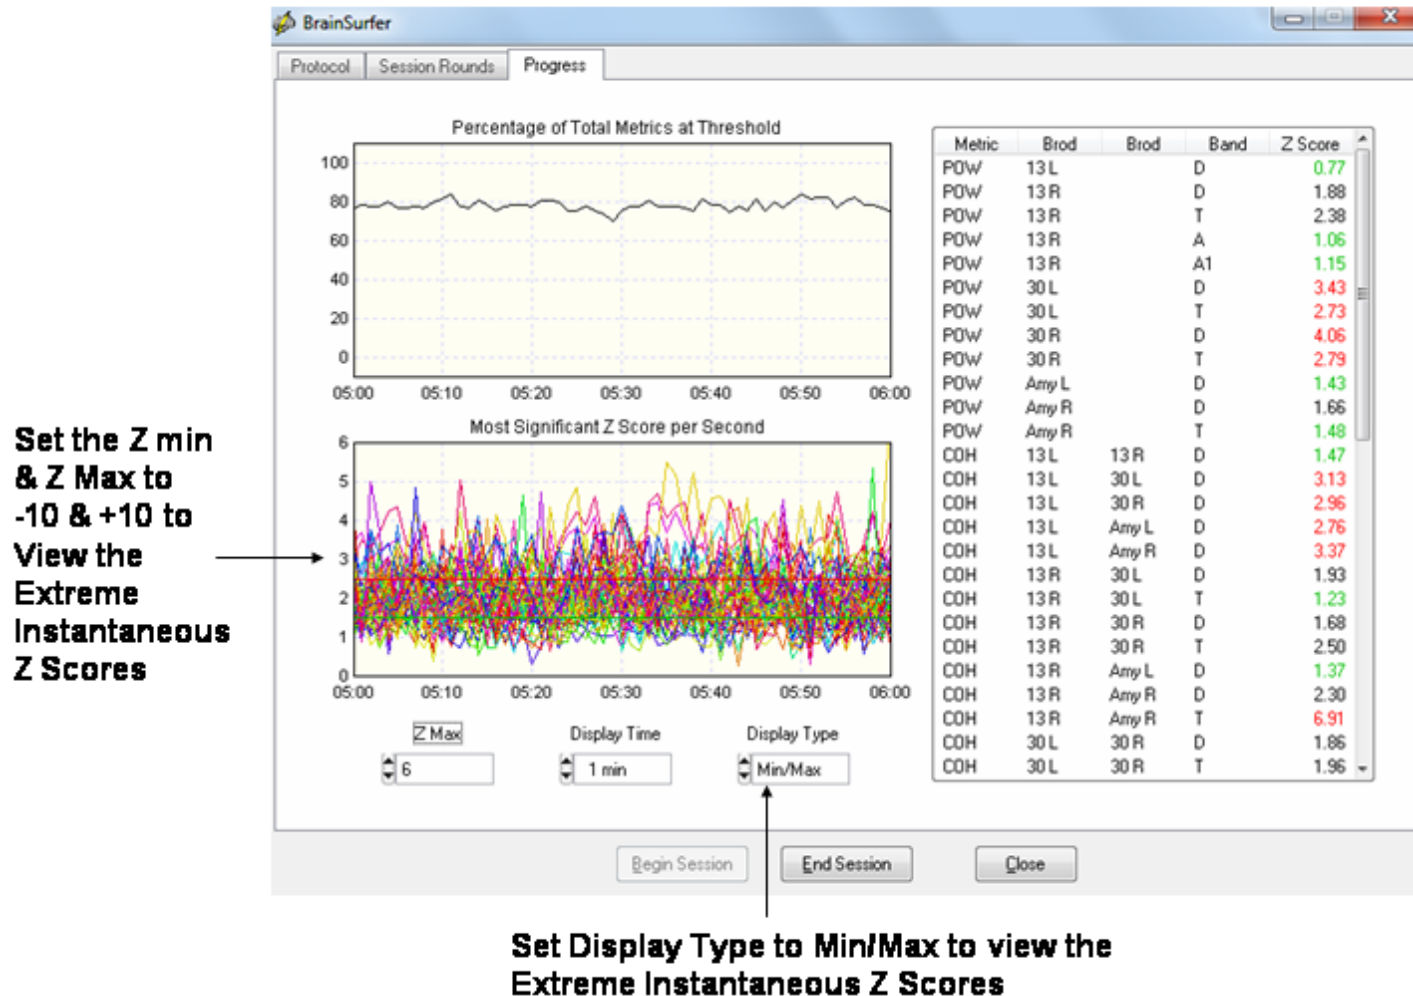 BrainSurfer
Protocol Session Rounds Progress
Percentage of Total Metrics at Threshold
100
80
60
40
20
0
05:00 05:10 05:20 05:30 05:40 05:50 06:00
Most Significant Z Score per Second
6
5
4
3
2
1
0
05:00 05:10 05:20 05:30 05:40 05:50 06:00
Z Max Display Time Display Type
6 1 min Min/Max
Metric Brod Brod Band Z Score
POW 13 L D 0.77
POW 13 R D 1.88
POW 13 R T 2.38
POW 13 R A 1.06
POW 13 R A1 1.15
POW 30 L D 3.43
POW 30 L T 2.73
POW 30 R D 4.06
POW 30 R T 2.79
POW Amy L D 1.43
POW Amy R D 1.66
POW Amy R T 1.48
COH 13 L 13 R D 1.47
COH 13 L 30 L D 3.13
COH 13 L 30 R D 2.96
COH 13 L Amy L D 2.76
COH 13 L Amy R D 3.37
COH 13 R 30 L D 1.93
COH 13 R 30 L T 1.23
COH 13 R 30 R D 1.68
COH 13 R 30 R T 2.50
COH 13 R Amy L D 1.37
COH 13 R Amy R D 2.30
COH 13 R Amy R T 6.91
COH 30 L 30 R D 1.86
COH 30 L 30 R T 1.96
Begin Session End Session Close
Set the Z min
& Z Max to
-10 & +10 to
View the
Extreme
Instantaneous
Z Scores
Set Display Type to Min/Max to view the
Extreme Instantaneous Z Scores